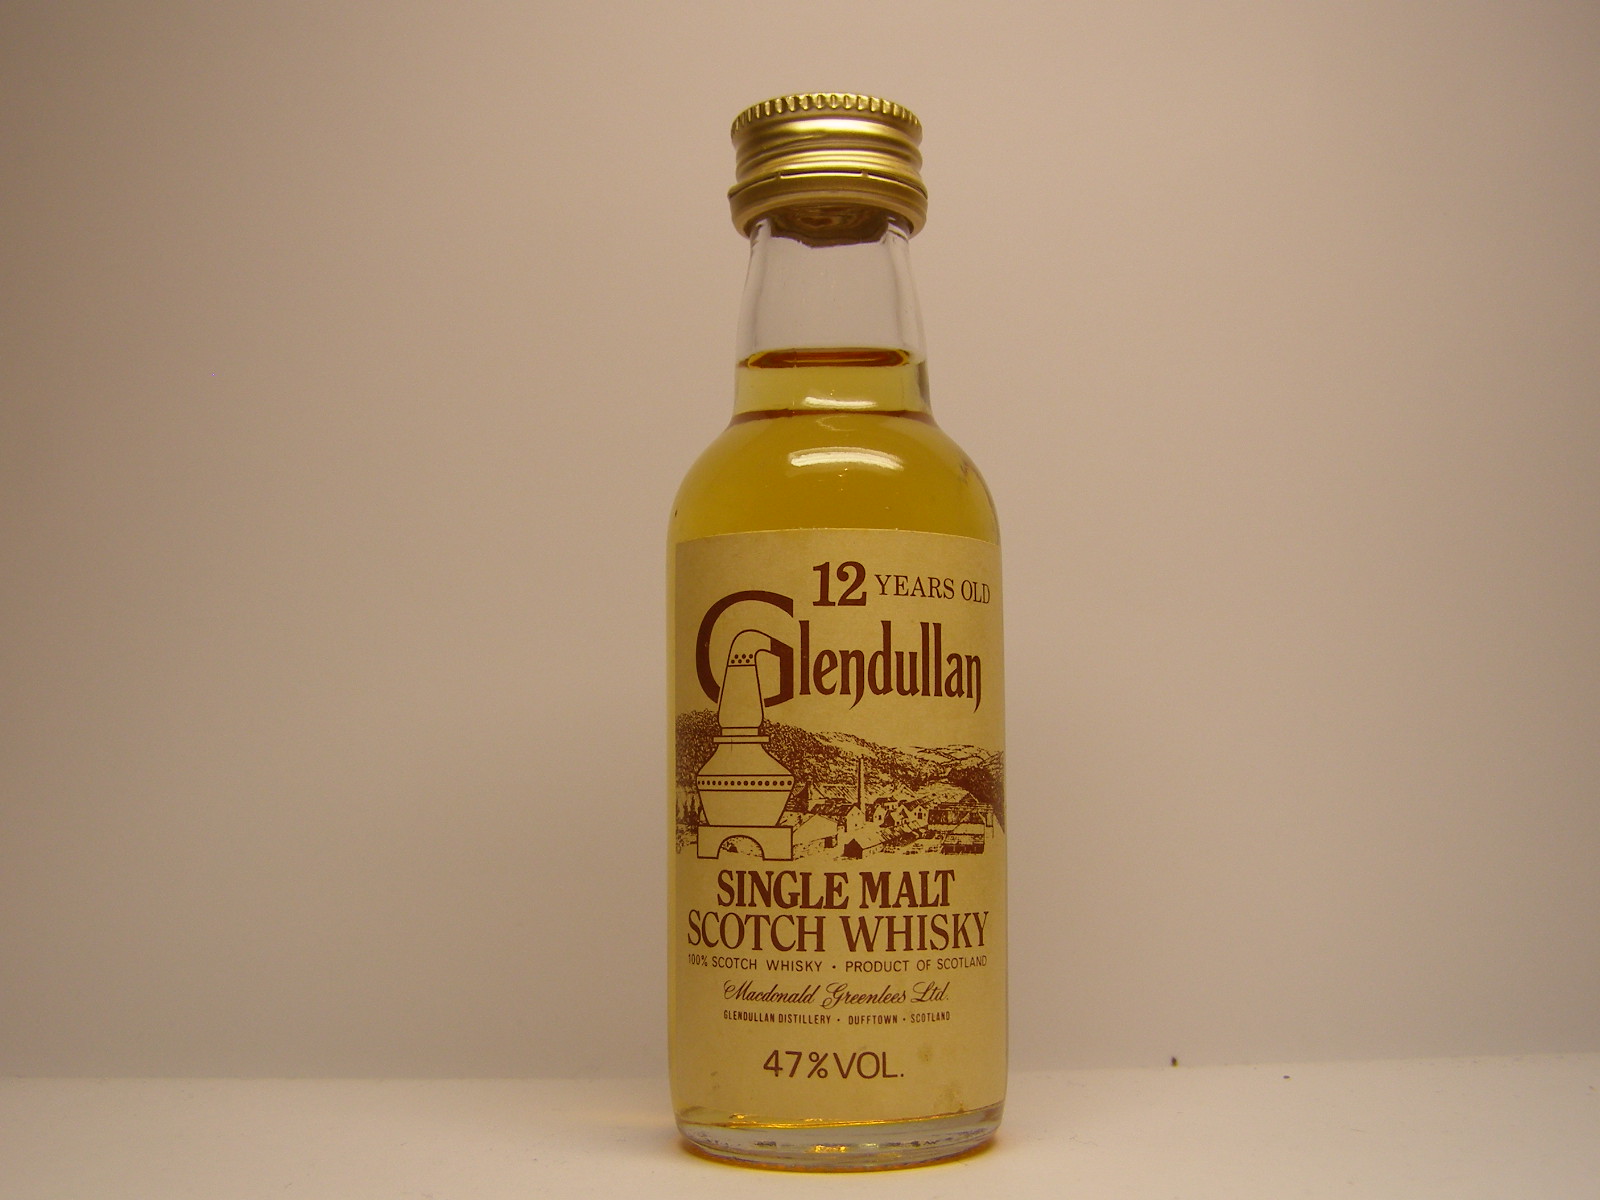 12 YEARS OLD
Glendullan
SINGLE MALT
SCOTCH WHISKY
100% SCOTCH WHISKY • PRODUCT OF SCOTLAND
Macdonald Greenlees Ltd.
GLENDULLAN DISTILLERY • DUFFTOWN • SCOTLAND
47% VOL.